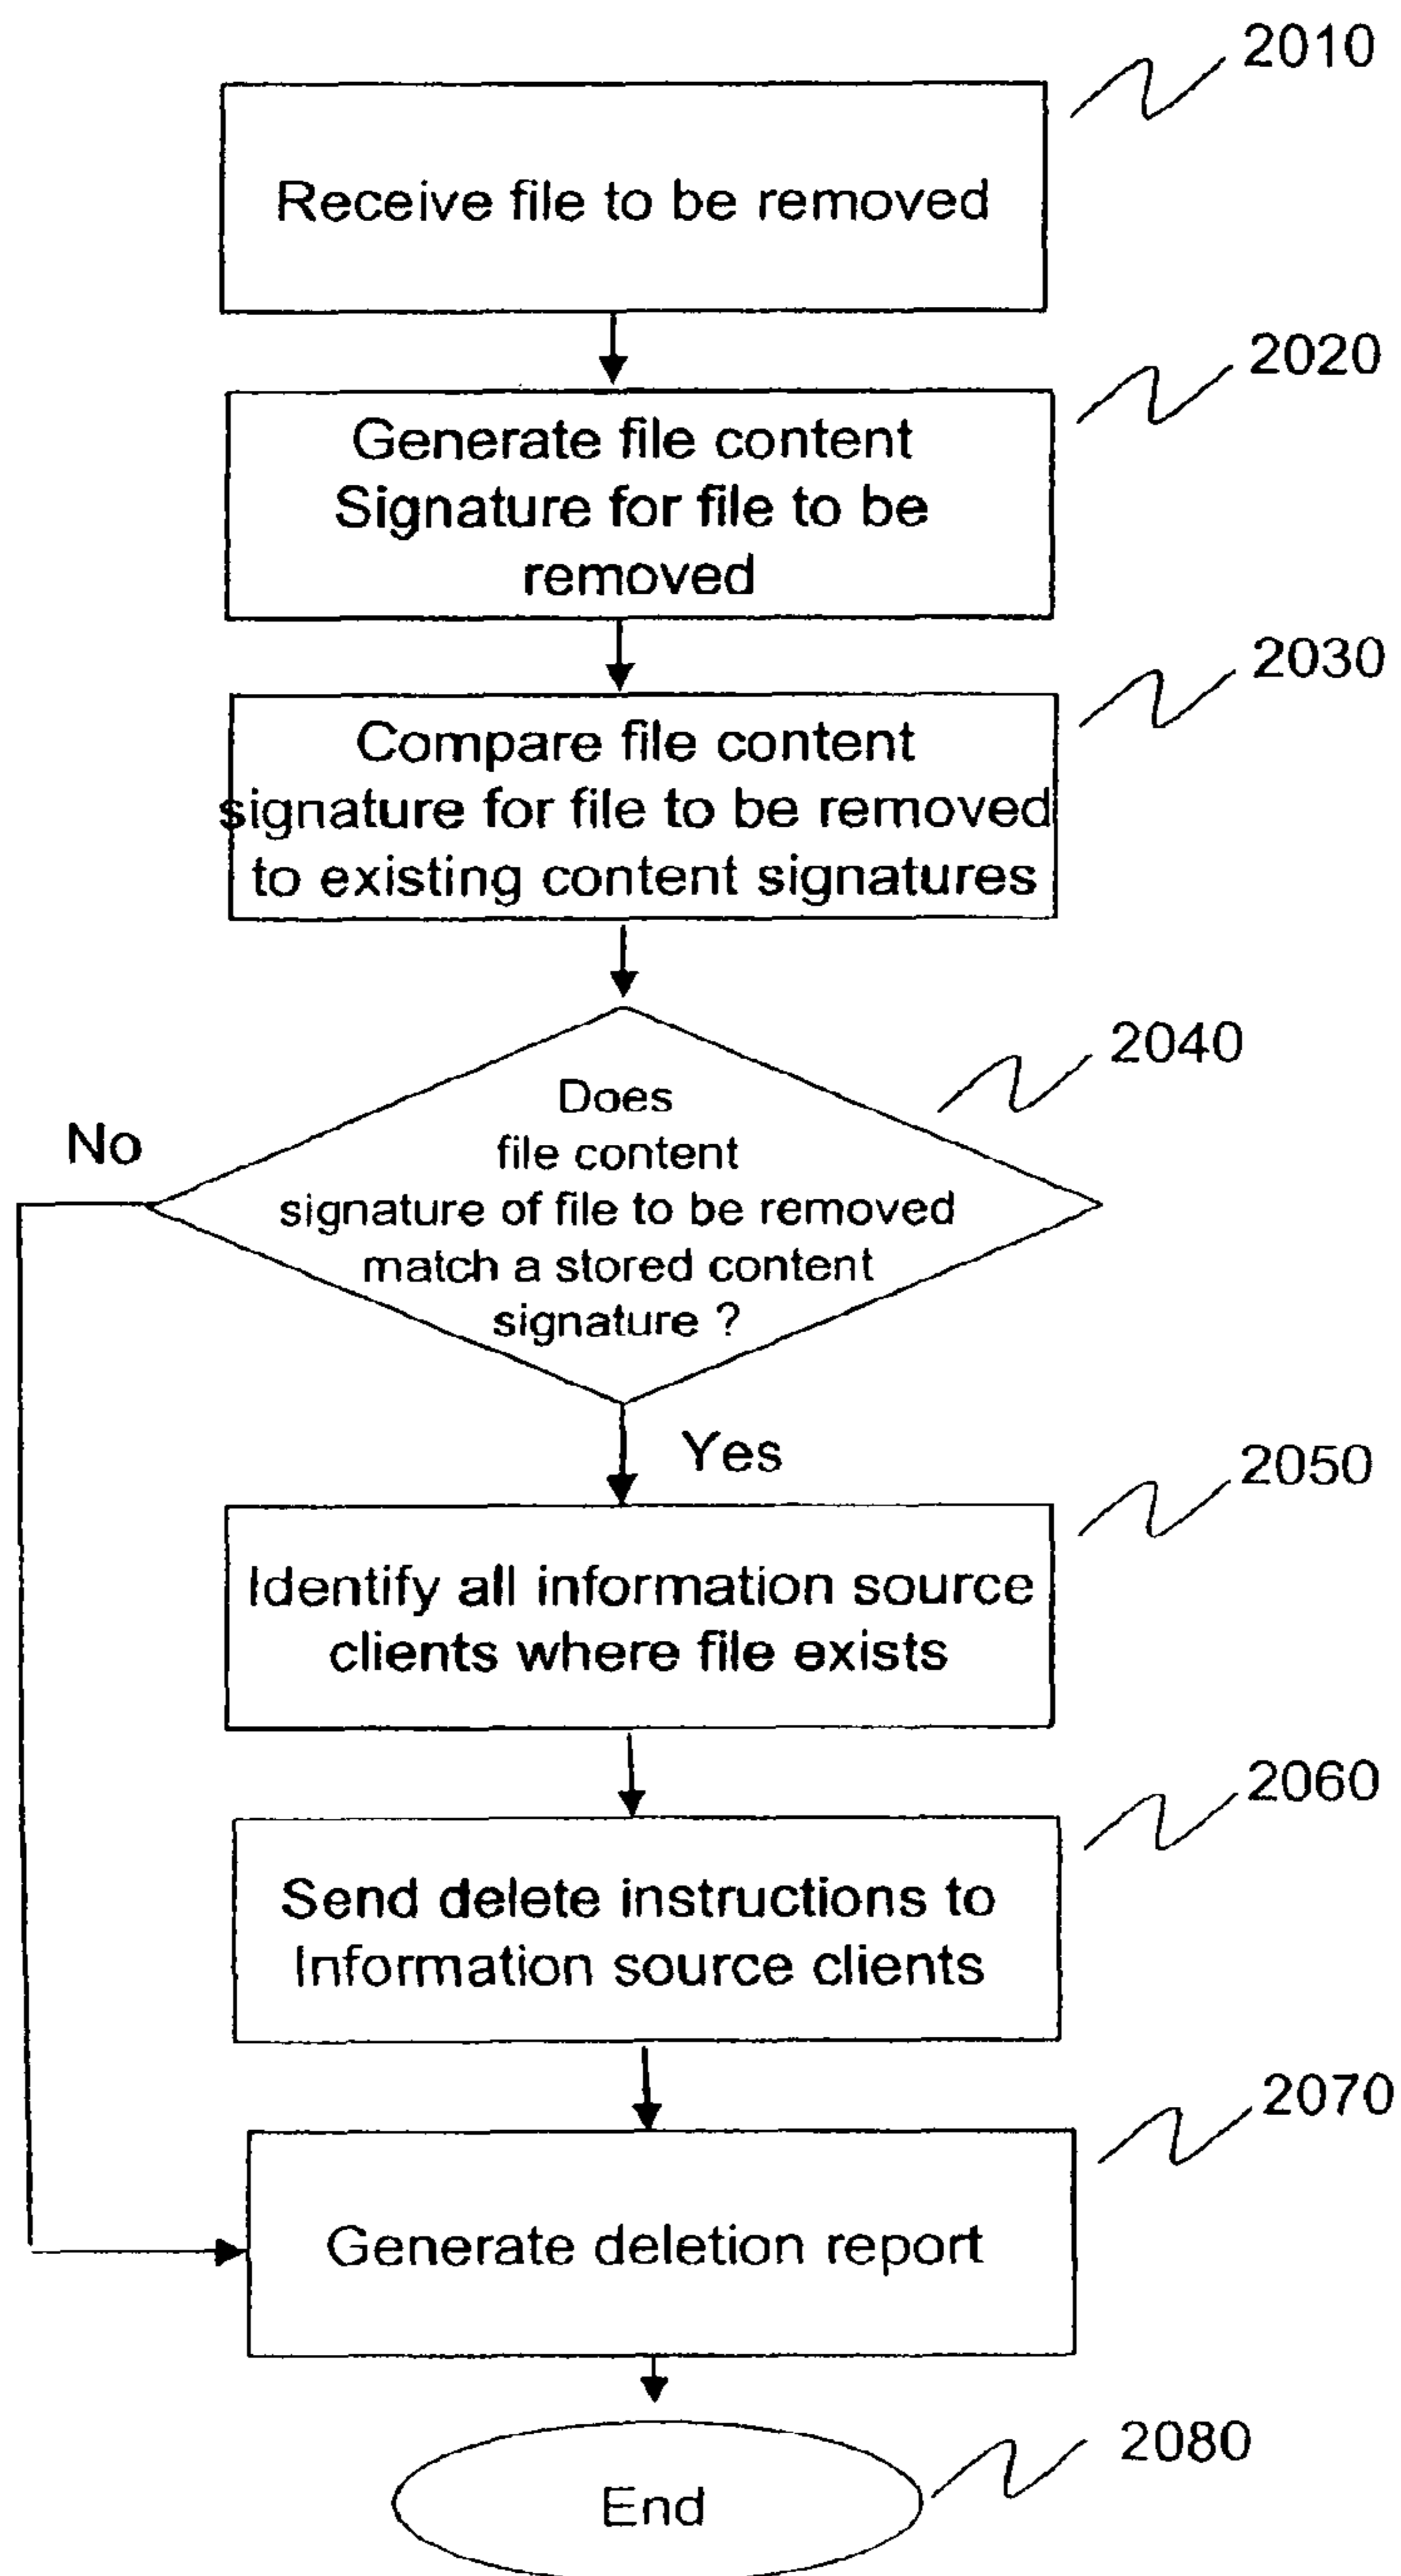 2010
Receive file to be removed
2020
Generate file content
Signature for file to be
removed
2030
Compare file content
signature for file to be removed
to existing content signatures
2040
Does
file content
signature of file to be removed
match a stored content
signature ?
No
Yes
2050
Identify all information source
clients where file exists
2060
Send delete instructions to
Information source clients
2070
Generate deletion report
2080
End